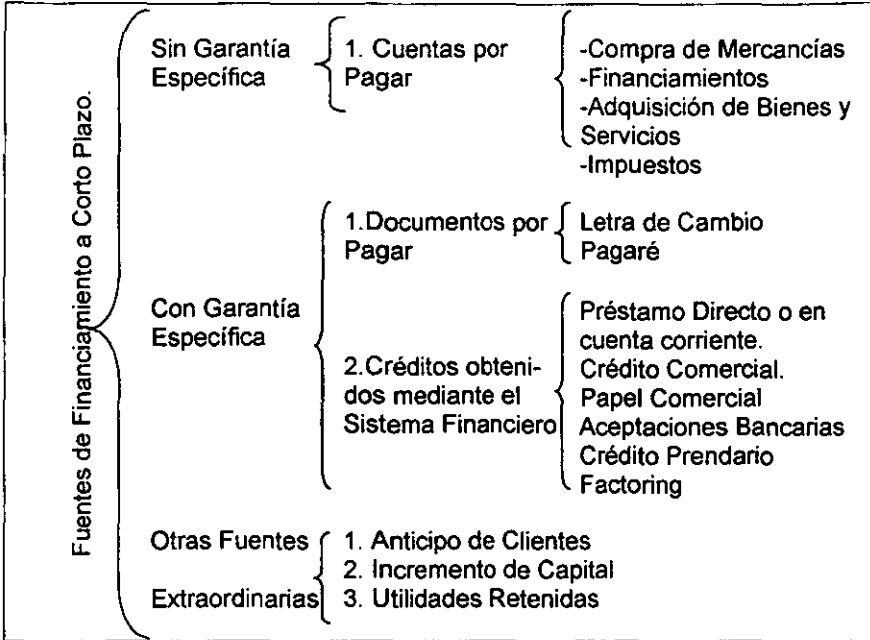 Fuentes de Financiamiento a Corto Plazo.
Sin Garantía
Específica
1. Cuentas por
Pagar
-Compra de Mercancías
-Financiamientos
-Adquisición de Bienes y
Servicios
-Impuestos
Con Garantía
Específica
1.Documentos por
Pagar
Letra de Cambio
Pagaré
2.Créditos obteni-
dos mediante el
Sistema Financiero
Préstamo Directo o en
cuenta corriente.
Crédito Comercial.
Papel Comercial
Aceptaciones Bancarias
Crédito Prendario
Factoring
Otras Fuentes
Extraordinarias
1. Anticipo de Clientes
2. Incremento de Capital
3. Utilidades Retenidas